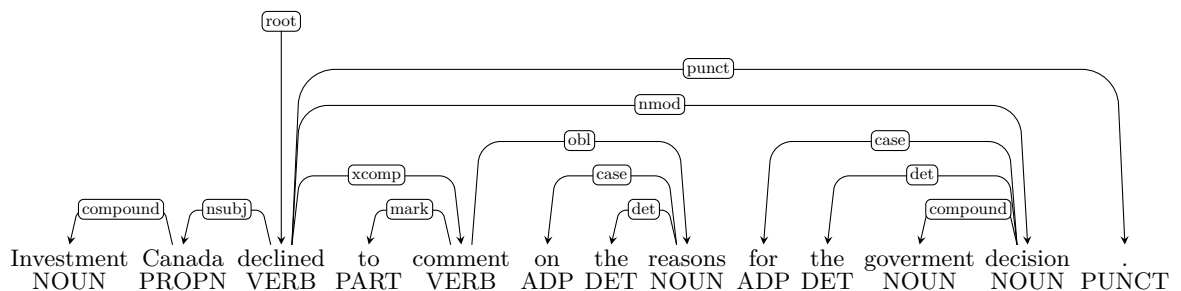 root
punct
nmod
obl case
xcomp case det
compound nsubj mark det compound
Investment Canada declined to comment on the reasons for the goverment decision .
NOUN PROPN VERB PART VERB ADP DET NOUN ADP DET NOUN NOUN PUNCT